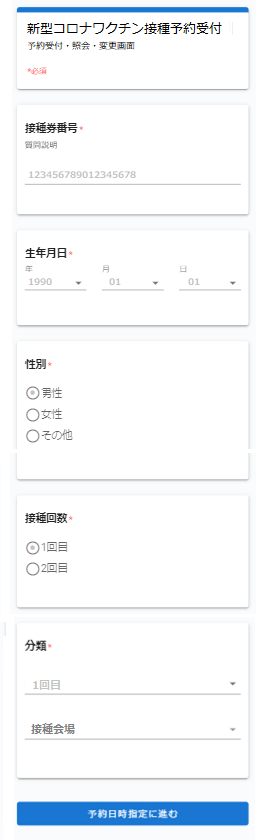 新型コロナワクチン接種予約受付
予約受付・照会・変更画面
*必須
接種券番号*
質問説明
123456789012345678
生年月日*
年 月 日
1990 01 01
性別*
男性
女性
その他
接種回数*
1回目
2回目
分類*
1回目
接種会場
予約日時指定に進む